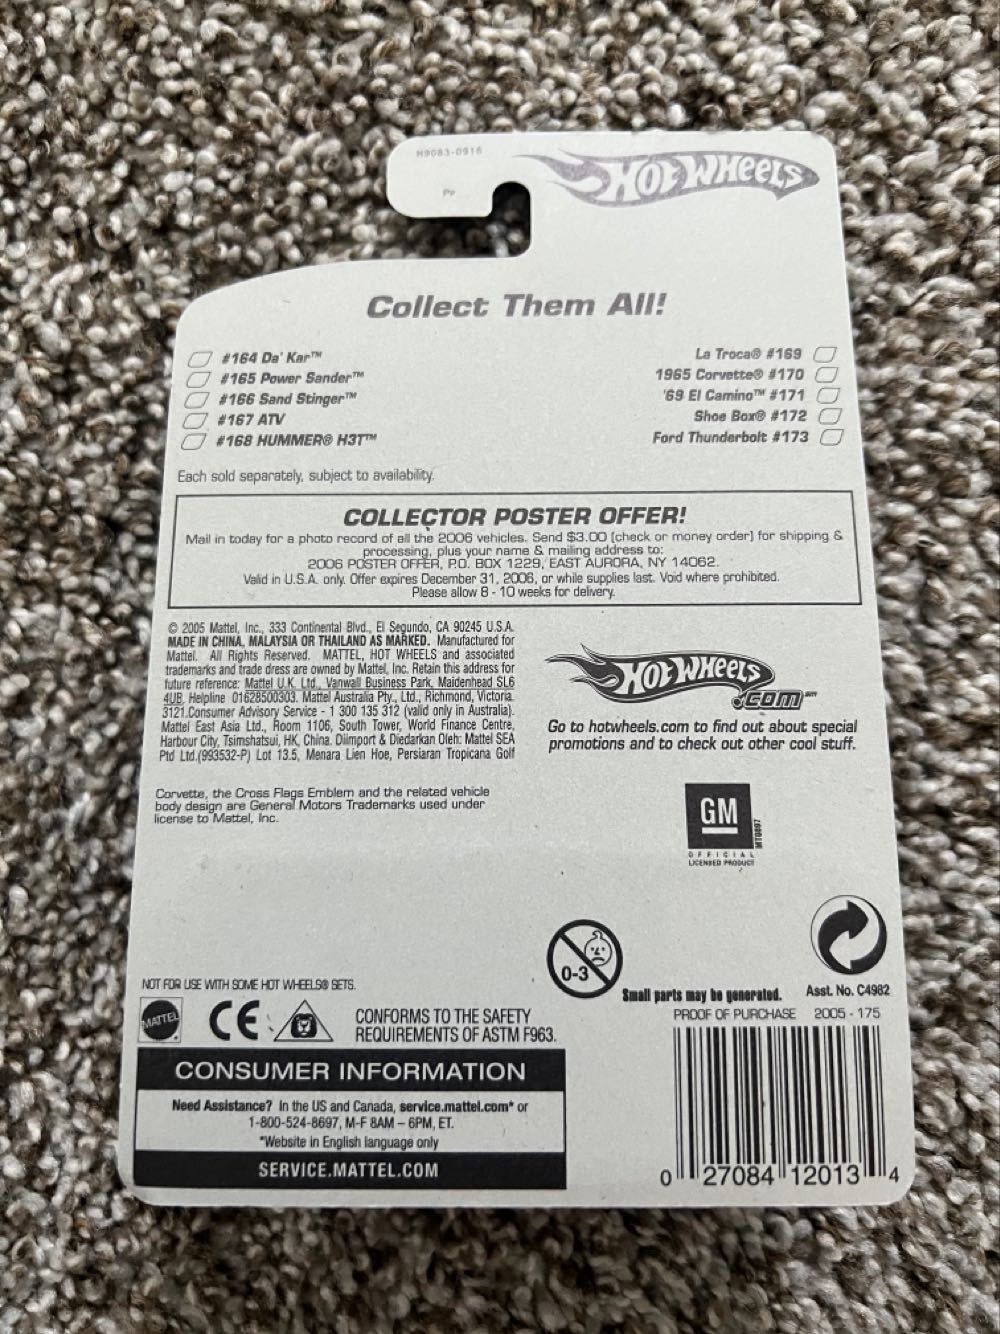 H9083-0916
Pp
HOT WHEELS
Collect Them All!
#164 Da' Kar™
#165 Power Sander™
#166 Sand Stinger™
#167 ATV
#168 HUMMER® H3T™
La Troca® #169
1965 Corvette® #170
'69 El Camino™ #171
Shoe Box® #172
Ford Thunderbolt #173
Each sold separately, subject to availability.
COLLECTOR POSTER OFFER!
Mail in today for a photo record of all the 2006 vehicles. Send $3.00 (check or money order) for shipping &
processing, plus your name & mailing address to:
2006 POSTER OFFER, P.O. BOX 1229, EAST AURORA, NY 14062.
Valid in U.S.A. only. Offer expires December 31, 2006, or while supplies last. Void where prohibited.
Please allow 8 - 10 weeks for delivery.
© 2005 Mattel, Inc., 333 Continental Blvd., El Segundo, CA 90245 U.S.A.
MADE IN CHINA, MALAYSIA OR THAILAND AS MARKED. Manufactured for
Mattel. All Rights Reserved. MATTEL, HOT WHEELS and associated
trademarks and trade dress are owned by Mattel, Inc. Retain this address for
future reference: Mattel U.K. Ltd., Vanwall Business Park, Maidenhead SL6
4UB. Helpline 01628500303. Mattel Australia Pty., Ltd., Richmond, Victoria.
3121.Consumer Advisory Service - 1 300 135 312 (valid only in Australia).
Mattel East Asia Ltd., Room 1106, South Tower, World Finance Centre,
Harbour City, Tsimshatsui, HK, China. Diimport & Diedarkan Oleh: Mattel SEA
Ptd Ltd.(993532-P) Lot 13.5, Menara Lien Hoe, Persiaran Tropicana Golf
HOT WHEELS
.COM℠
Go to hotwheels.com to find out about special
promotions and to check out other cool stuff.
Corvette, the Cross Flags Emblem and the related vehicle
body design are General Motors Trademarks used under
license to Mattel, Inc.
GM
MT0897
OFFICIAL
LICENSED PRODUCT
0-3
Small parts may be generated.
Asst. No. C4982
NOT FOR USE WITH SOME HOT WHEELS® SETS.
MATTEL
CE
CONFORMS TO THE SAFETY
REQUIREMENTS OF ASTM F963.
PROOF OF PURCHASE 2005 - 175
CONSUMER INFORMATION
Need Assistance? In the US and Canada, service.mattel.com* or
1-800-524-8697, M-F 8AM – 6PM, ET.
*Website in English language only
SERVICE.MATTEL.COM
0 27084 12013 4